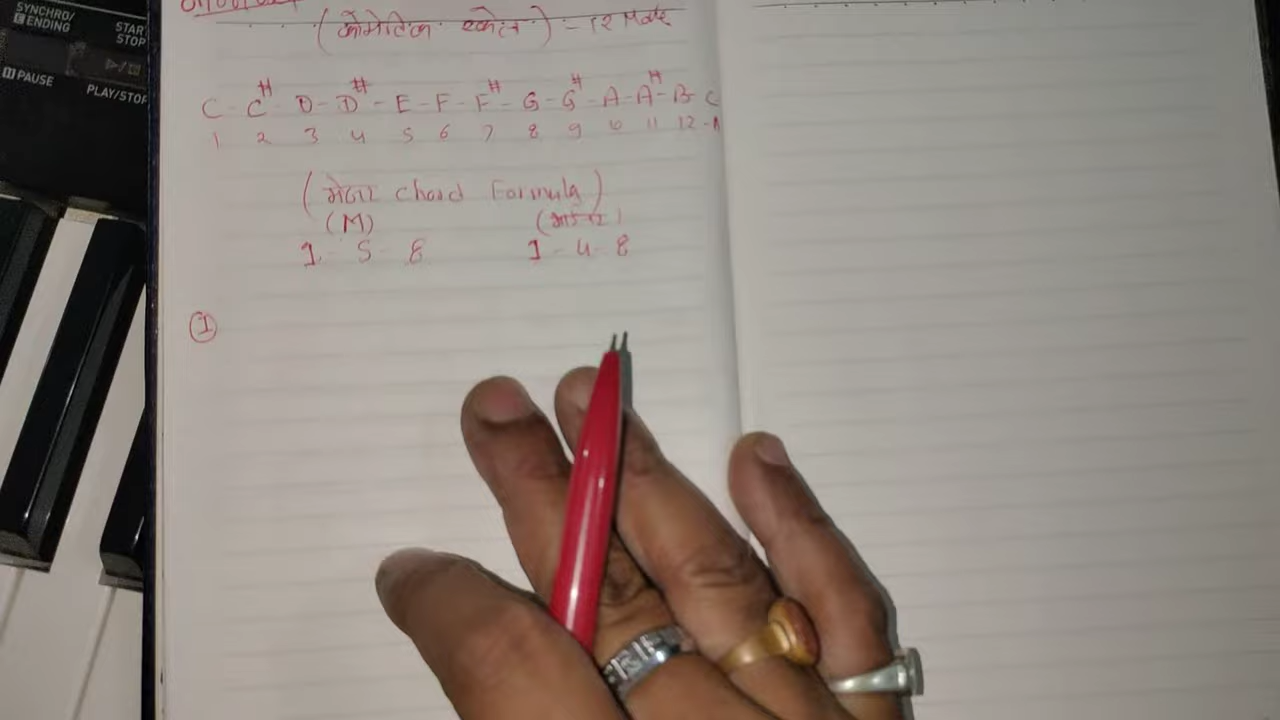 SYNCHRO/
ENDING
START
STOP
PAUSE
PLAY/STOP
(क्रोमेटिक स्केल) - 12
C - C# - D - D# - E - F - F# - G - G# - A - A# - B C
1 2 3 4 5 6 7 8 9 10 11 12
(मेजर Chord Formula)
(M) (माइनर)
1 - 5 - 8 1 - 4 - 8
1